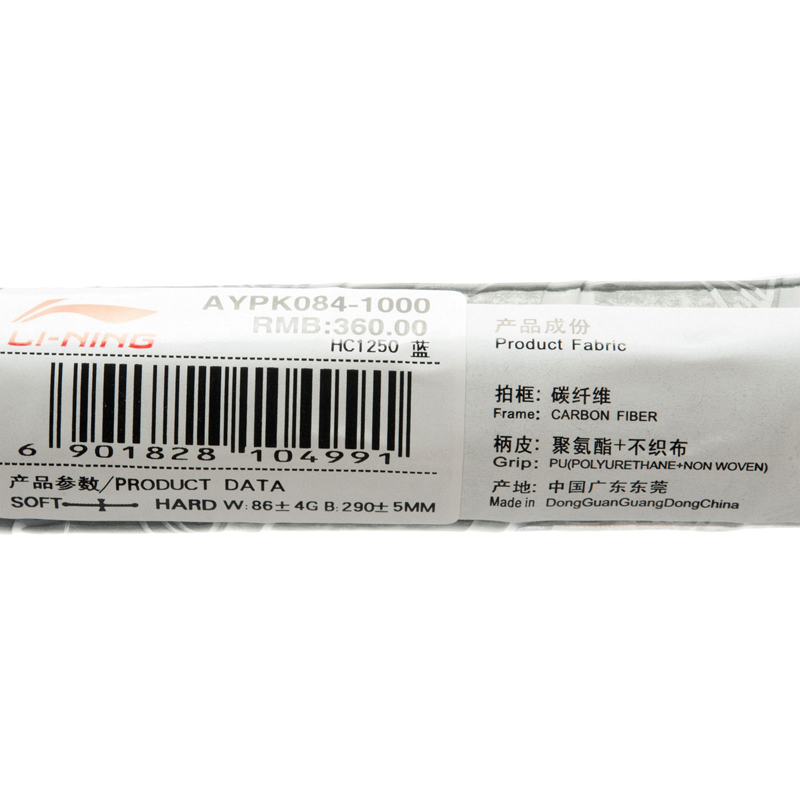 LI-NING
AYPK084-1000
RMB:360.00
HC1250 蓝
6 901828 104991
产品参数/PRODUCT DATA
SOFT HARD W: 86± 4G B: 290± 5MM
产品成份
Product Fabric
拍框: 碳纤维
Frame: CARBON FIBER
柄皮: 聚氨酯+不织布
Grip: PU(POLYURETHANE+NON WOVEN)
产地: 中国广东东莞
Made in DongGuanGuangDongChina